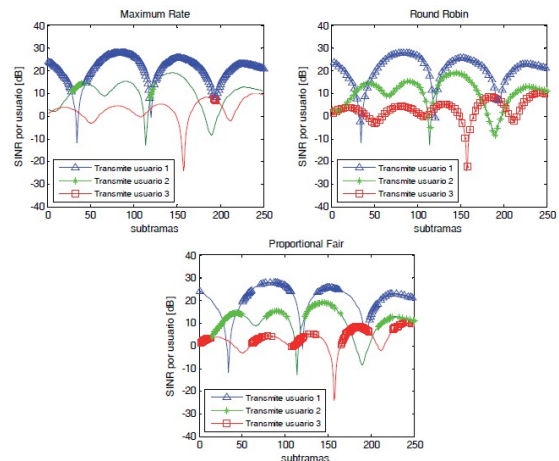 Maximum Rate
40
30
20
10
0
-10
-20
-30
-40
0 50 100 150 200 250
SINR por usuário [dB]
subtramas
Transmite usuario 1
Transmite usuario 2
Transmite usuario 3
Round Robin
40
30
20
10
0
-10
-20
-30
-40
0 50 100 150 200 250
SINR por usuário [dB]
subtramas
Transmite usuario 1
Transmite usuario 2
Transmite usuario 3
Proportional Fair
40
30
20
10
0
-10
-20
-30
-40
0 50 100 150 200 250
SINR por usuário [dB]
subtramas
Transmite usuario 1
Transmite usuario 2
Transmite usuario 3